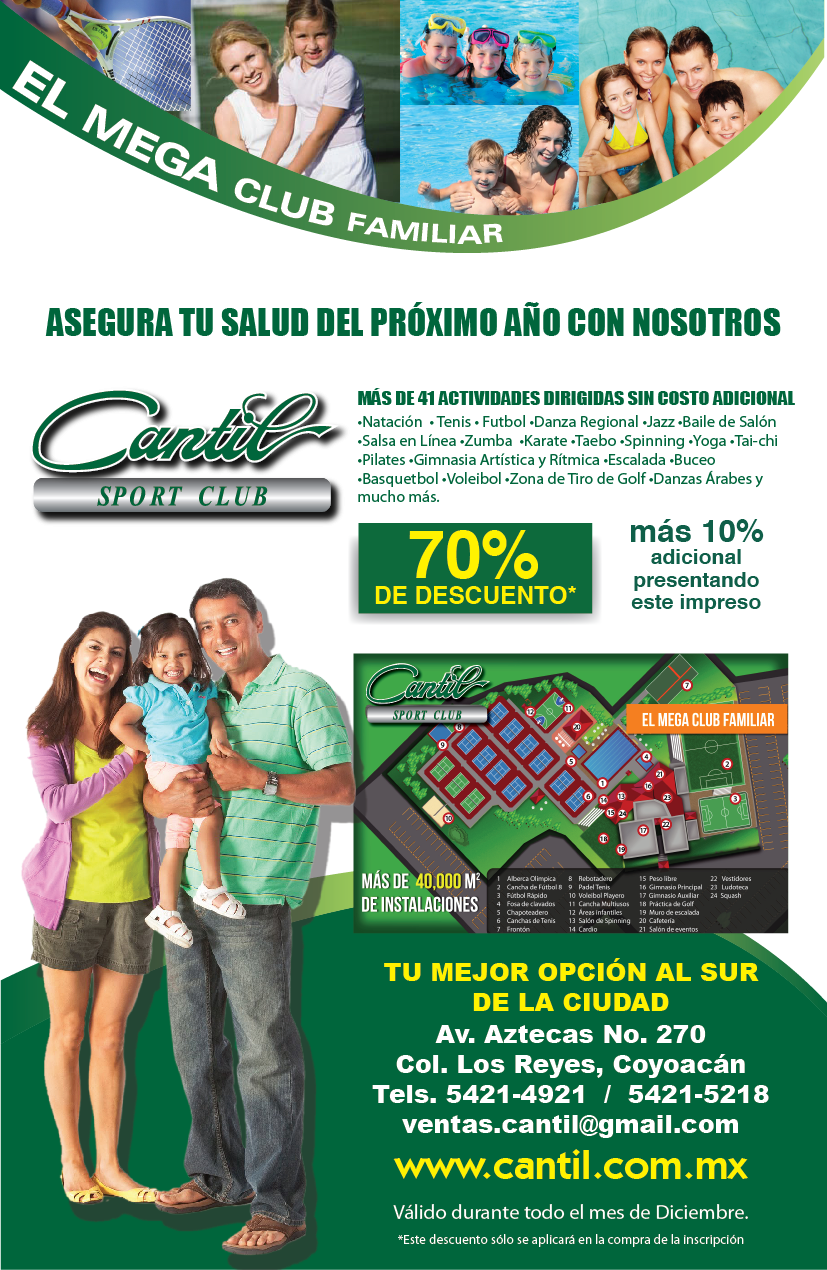 EL MEGA CLUB FAMILIAR
ASEGURA TU SALUD DEL PRÓXIMO AÑO CON NOSOTROS
Cantil
SPORT CLUB
MÁS DE 41 ACTIVIDADES DIRIGIDAS SIN COSTO ADICIONAL
•Natación •Tenis •Futbol •Danza Regional •Jazz •Baile de Salón
•Salsa en Línea •Zumba •Karate •Taebo •Spinning •Yoga •Tai-chi
•Pilates •Gimnasia Artística y Rítmica •Escalada •Buceo
•Basquetbol •Voleibol •Zona de Tiro de Golf •Danzas Árabes y
mucho más.
70%
DE DESCUENTO*
más 10%
adicional
presentando
este impreso
Cantil
SPORT CLUB
EL MEGA CLUB FAMILIAR
MÁS DE 40,000 M²
DE INSTALACIONES
1 Alberca Olímpica
2 Cancha de Fútbol 8
3 Fútbol Rápido
4 Fosa de clavados
5 Chapoteadero
6 Canchas de Tenis
7 Frontón
8 Rebotadero
9 Padel Tenis
10 Voleibol Playero
11 Cancha Multiusos
12 Áreas infantiles
13 Salón de Spinning
14 Cardio
15 Peso libre
16 Gimnasio Principal
17 Gimnasio Auxiliar
18 Práctica de Golf
19 Muro de escalada
20 Cafetería
21 Salón de eventos
22 Vestidores
23 Ludoteca
24 Squash
TU MEJOR OPCIÓN AL SUR
DE LA CIUDAD
Av. Aztecas No. 270
Col. Los Reyes, Coyoacán
Tels. 5421-4921 / 5421-5218
ventas.cantil@gmail.com
www.cantil.com.mx
Válido durante todo el mes de Diciembre.
*Este descuento sólo se aplicará en la compra de la inscripción